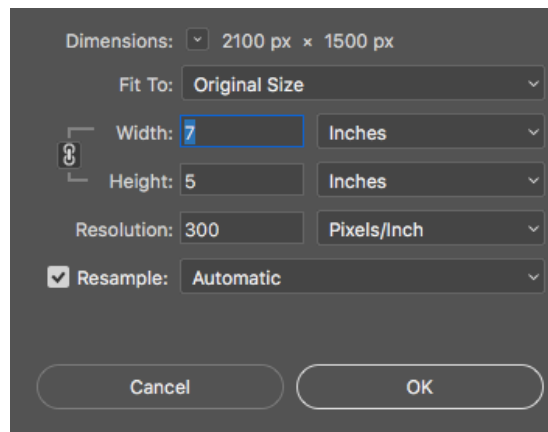 Dimensions: 2100 px × 1500 px
Fit To: Original Size
Width: 7 Inches
Height: 5 Inches
Resolution: 300 Pixels/Inch
Resample: Automatic
Cancel OK